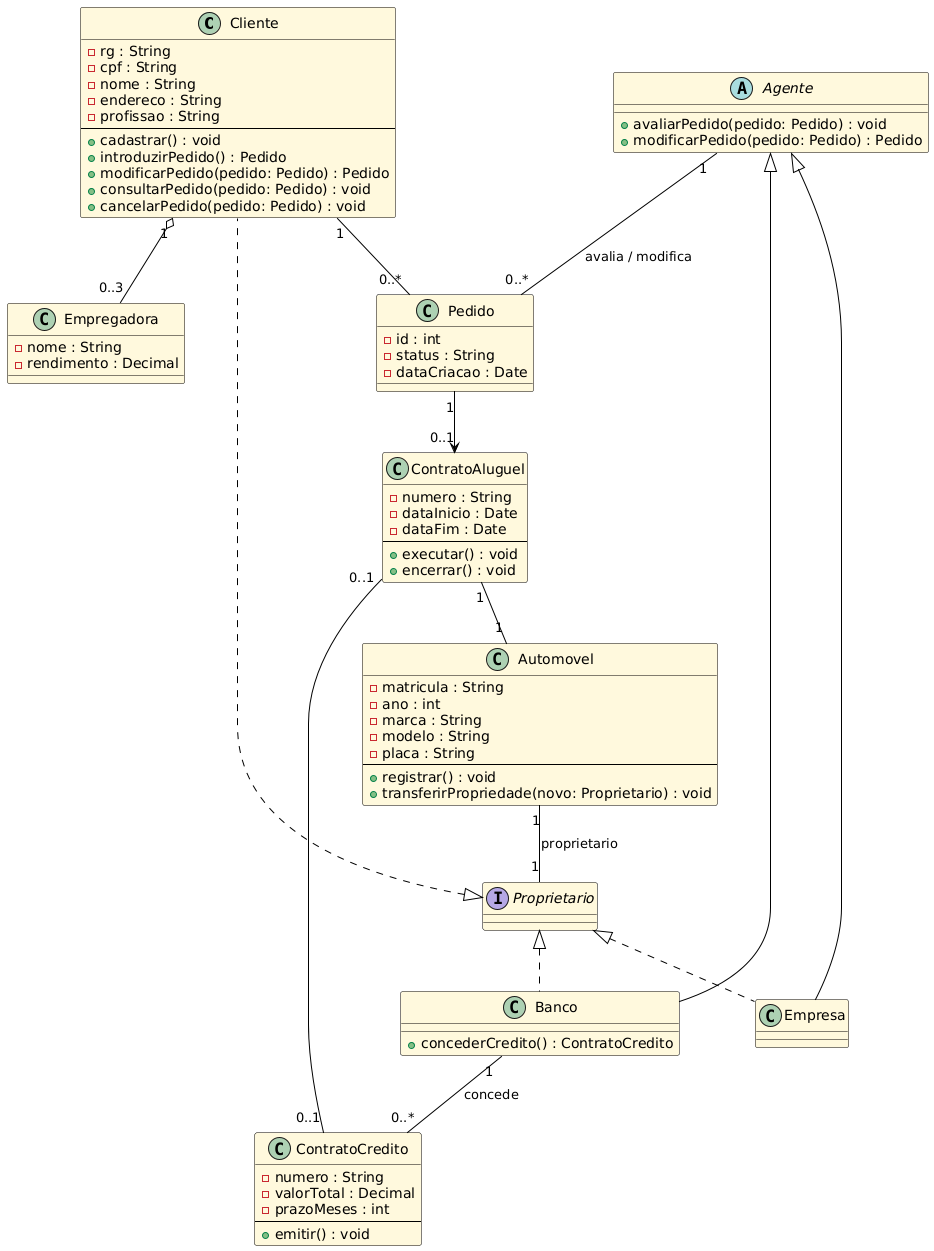 Cliente
rg : String
cpf : String
nome : String
endereco : String
profissao : String
cadastrar() : void
introduzirPedido() : Pedido
modificarPedido(pedido: Pedido) : Pedido
consultarPedido(pedido: Pedido) : void
cancelarPedido(pedido: Pedido) : void
Agente
avaliarPedido(pedido: Pedido) : void
modificarPedido(pedido: Pedido) : Pedido
1
1
1
avalia / modifica
0..3
0..*
0..*
Empregadora
nome : String
rendimento : Decimal
Pedido
id : int
status : String
dataCriacao : Date
1
0..1
ContratoAluguel
numero : String
dataInicio : Date
dataFim : Date
executar() : void
encerrar() : void
0..1
1
1
Automovel
matricula : String
ano : int
marca : String
modelo : String
placa : String
registrar() : void
transferirPropriedade(novo: Proprietario) : void
1
proprietario
1
Proprietario
Banco
concederCredito() : ContratoCredito
Empresa
1
concede
0..1
0..*
ContratoCredito
numero : String
valorTotal : Decimal
prazoMeses : int
emitir() : void